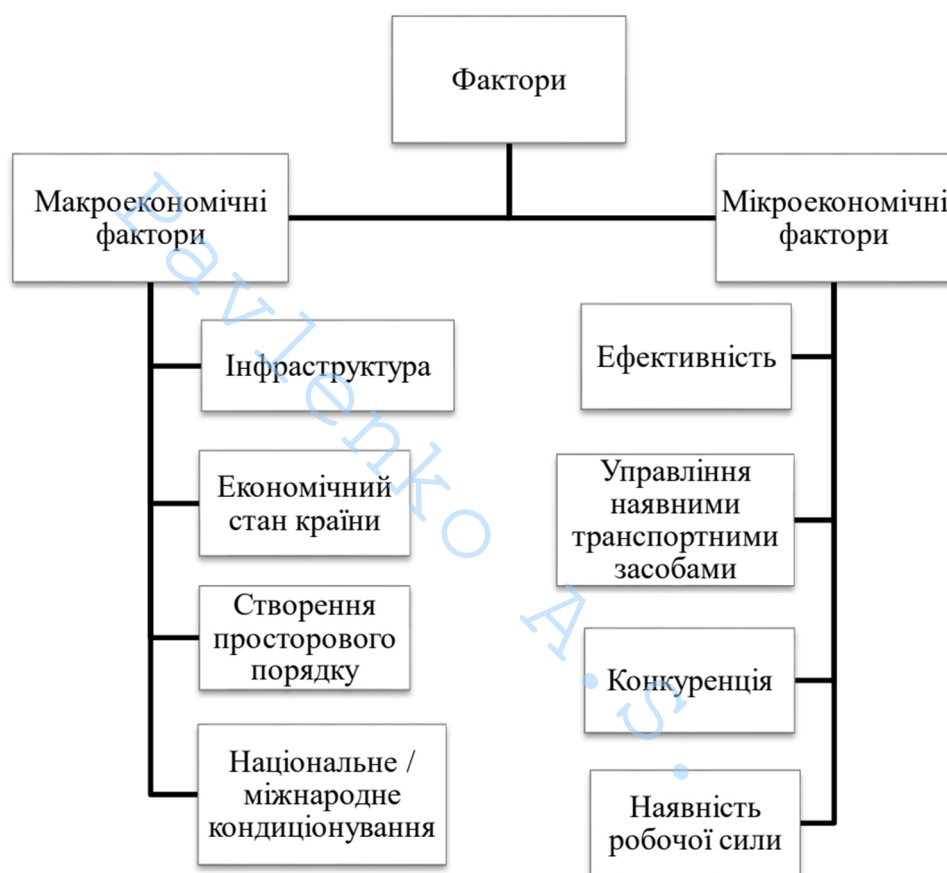 Фактори
Макроекономічні
фактори
Інфраструктура
Економічний
стан країни
Створення
просторового
порядку
Національне /
міжнародне
кондиціонування
Мікроекономічні
фактори
Ефективність
Управління
наявними
транспортними
засобами
Конкуренція
Наявність
робочої сили
Pavlenko A.S.